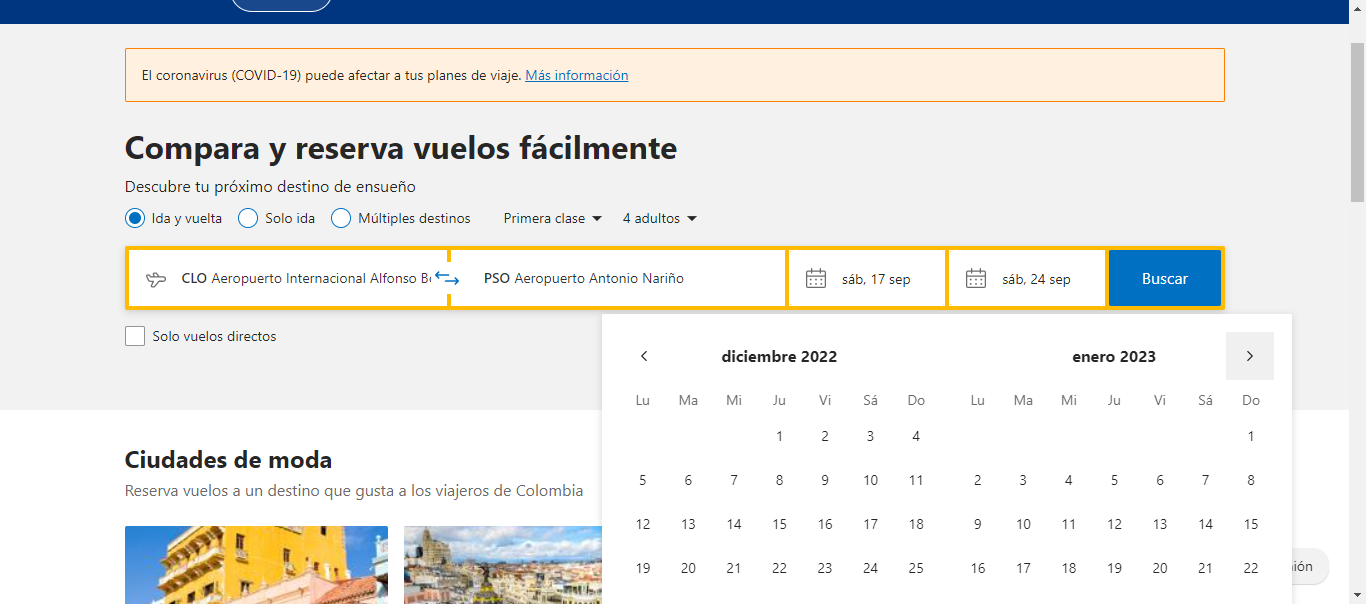 El coronavirus (COVID-19) puede afectar a tus planes de viaje. Más información
Compara y reserva vuelos fácilmente
Descubre tu próximo destino de ensueño
Ida y vuelta Solo ida Múltiples destinos Primera clase 4 adultos
CLO Aeropuerto Internacional Alfonso PSO Aeropuerto Antonio Nariño sáb, 17 sep sáb, 24 sep Buscar
Solo vuelos directos
diciembre 2022 enero 2023
Lu Ma Mi Ju Vi Sá Do Lu Ma Mi Ju Vi Sá Do
1 2 3 4 1
5 6 7 8 9 10 11 2 3 4 5 6 7 8
12 13 14 15 16 17 18 9 10 11 12 13 14 15
19 20 21 22 23 24 25 16 17 18 19 20 21 22
Ciudades de moda
Reserva vuelos a un destino que gusta a los viajeros de Colombia